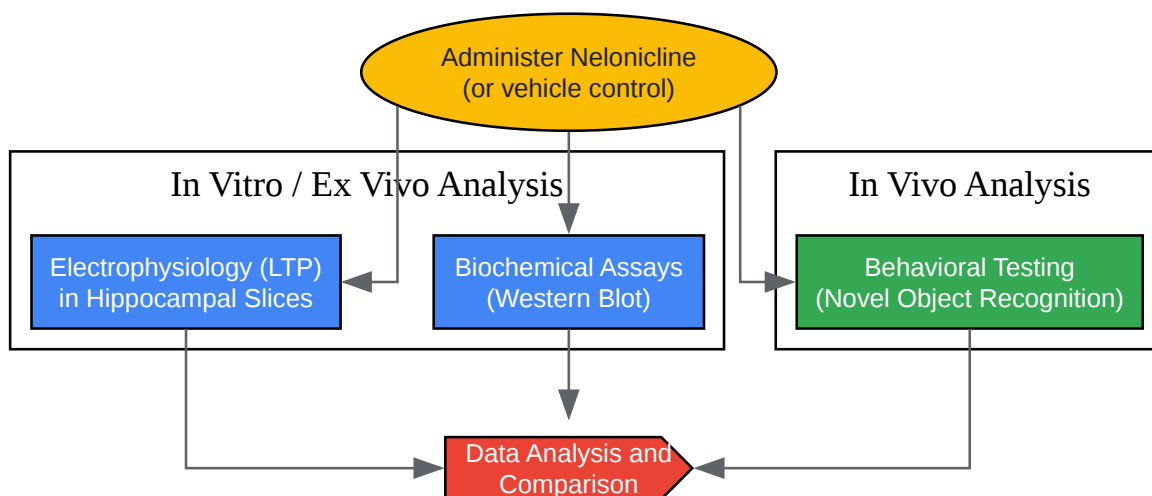 Administer Nelonicline
(or vehicle control)
In Vitro / Ex Vivo Analysis
In Vivo Analysis
Electrophysiology (LTP)
in Hippocampal Slices
Biochemical Assays
(Western Blot)
Behavioral Testing
(Novel Object Recognition)
Data Analysis and
Comparison